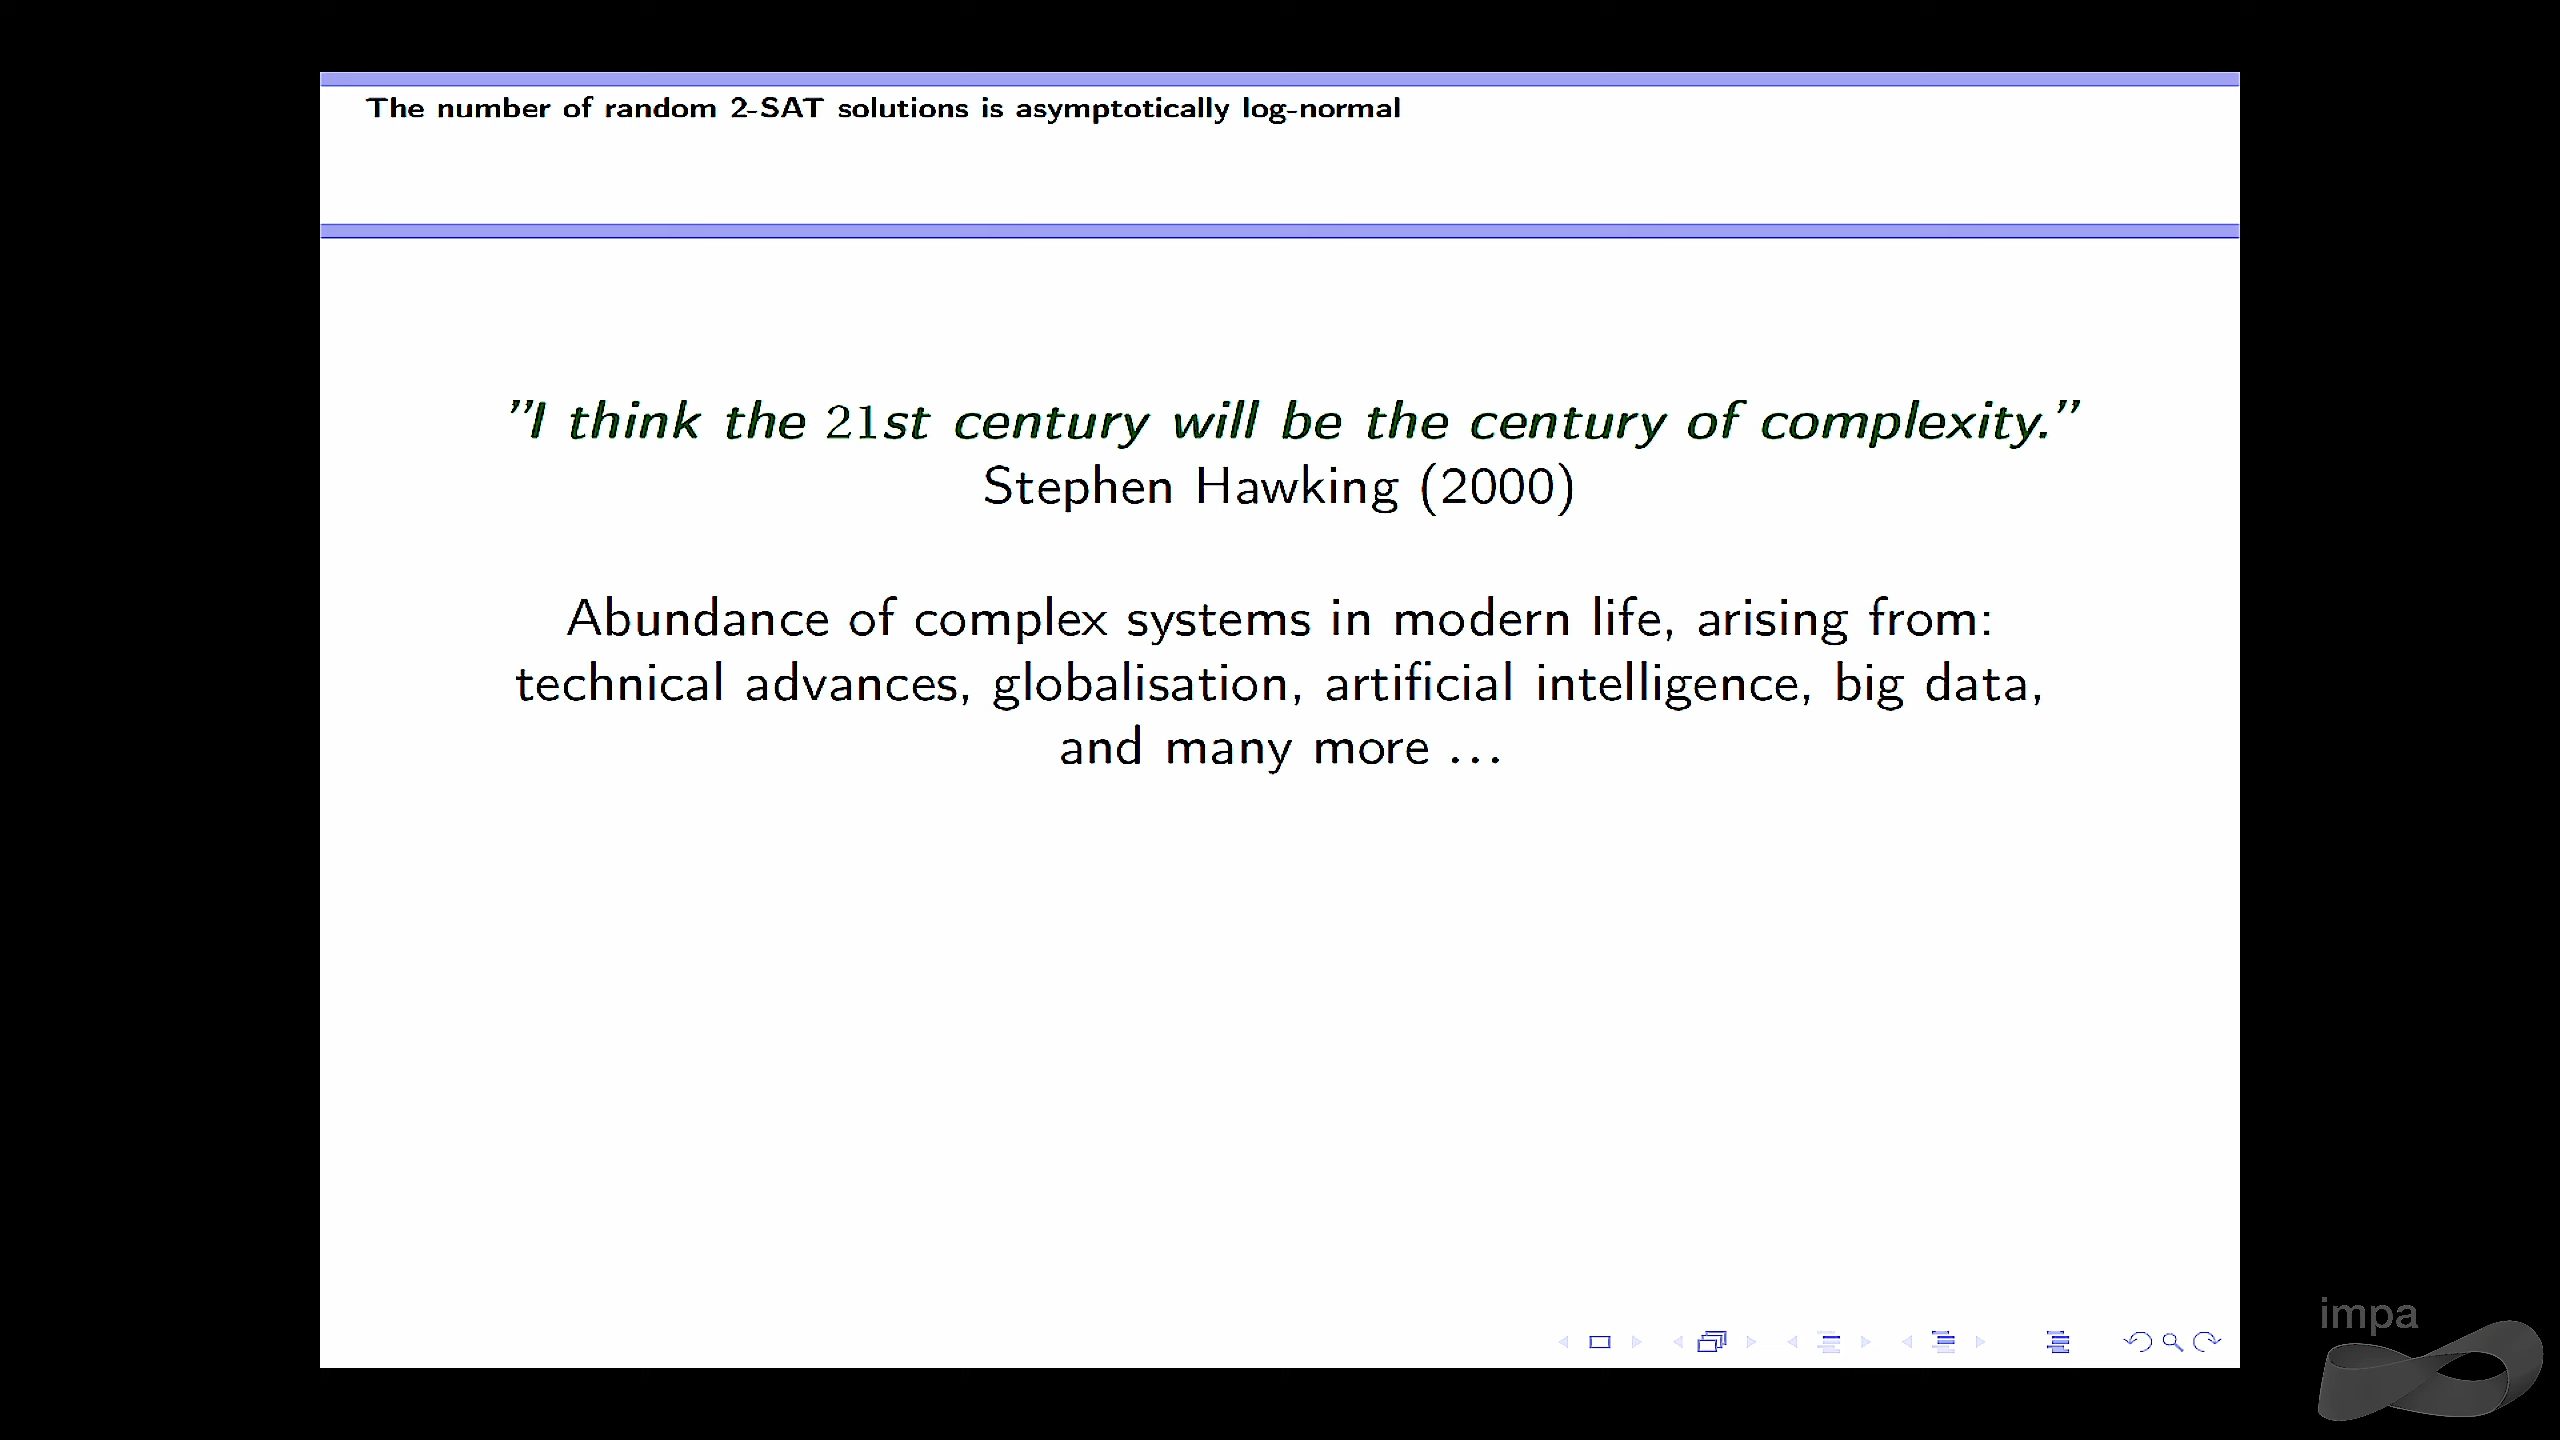 The number of random 2-SAT solutions is asymptotically log-normal
"I think the 21st century will be the century of complexity."
Stephen Hawking (2000)
Abundance of complex systems in modern life, arising from:
technical advances, globalisation, artificial intelligence, big data,
and many more ...
impa